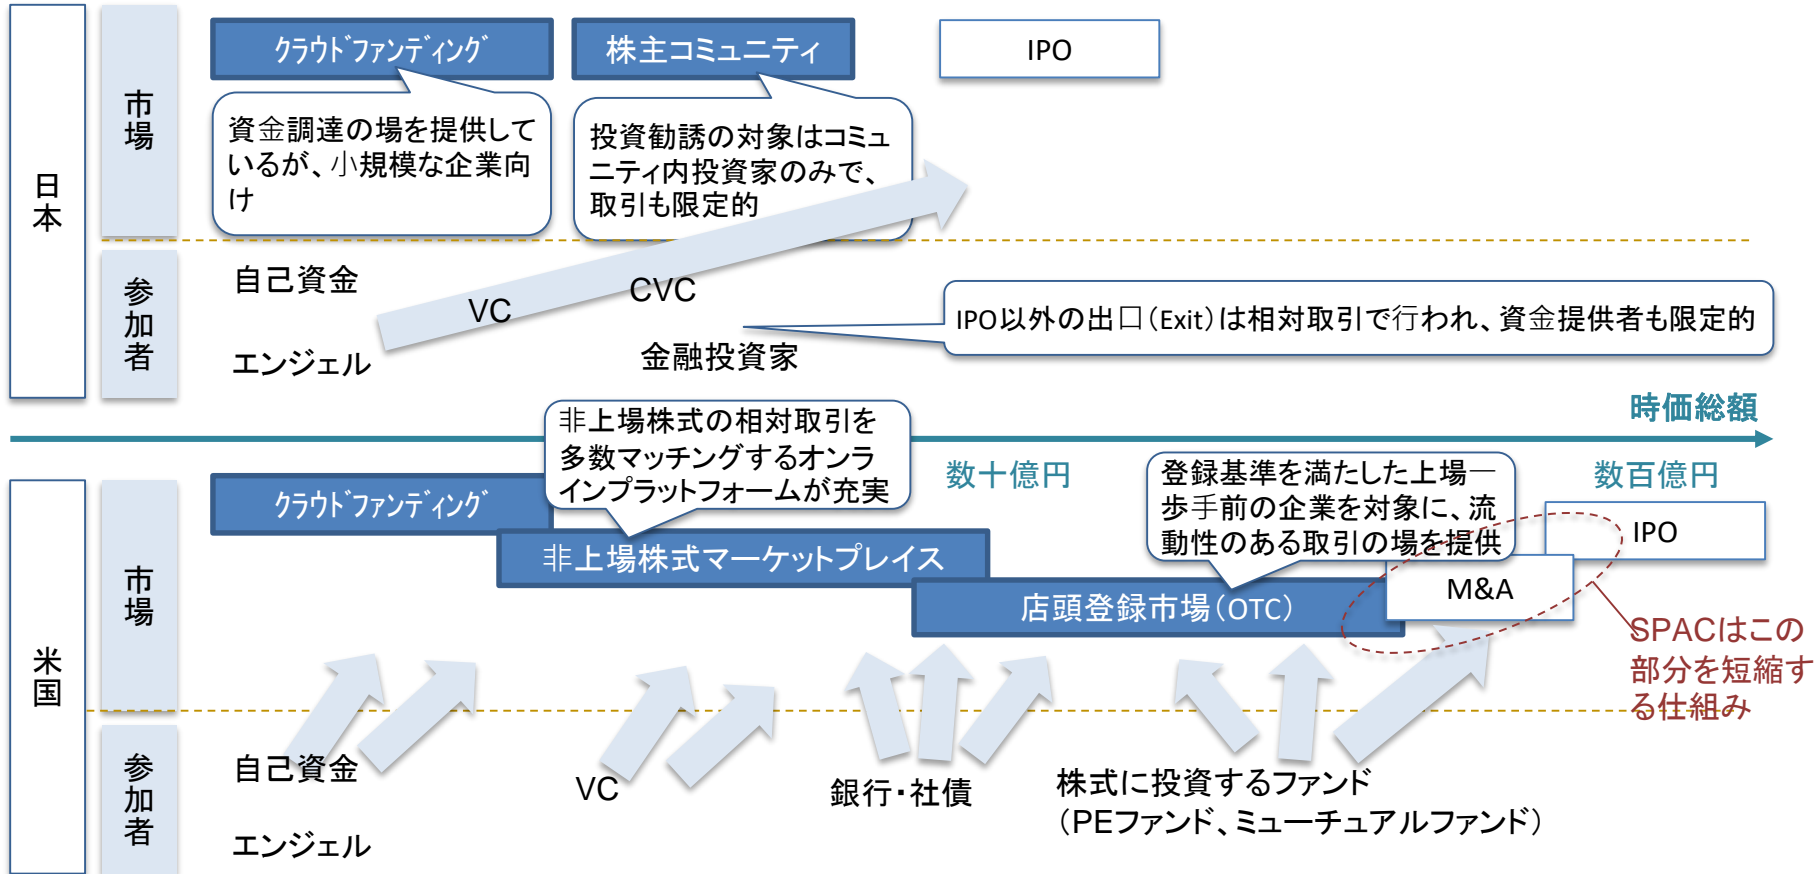 日本
市場
クラウドファンディング
株主コミュニティ
IPO
資金調達の場を提供して
いるが、小規模な企業向
け
投資勧誘の対象はコミュ
ニティ内投資家のみで、
取引も限定的
参加者
自己資金
VC
CVC
エンジェル
金融投資家
IPO以外の出口(Exit)は相対取引で行われ、資金提供者も限定的
時価総額
数十億円
数百億円
米国
市場
クラウドファンディング
非上場株式の相対取引を
多数マッチングするオンラ
インプラットフォームが充実
非上場株式マーケットプレイス
登録基準を満たした上場一
歩手前の企業を対象に、流
動性のある取引の場を提供
店頭登録市場(OTC)
M&A
IPO
SPACはこの
部分を短縮す
る仕組み
参加者
自己資金
エンジェル
VC
銀行・社債
株式に投資するファンド
(PEファンド、ミューチュアルファンド)